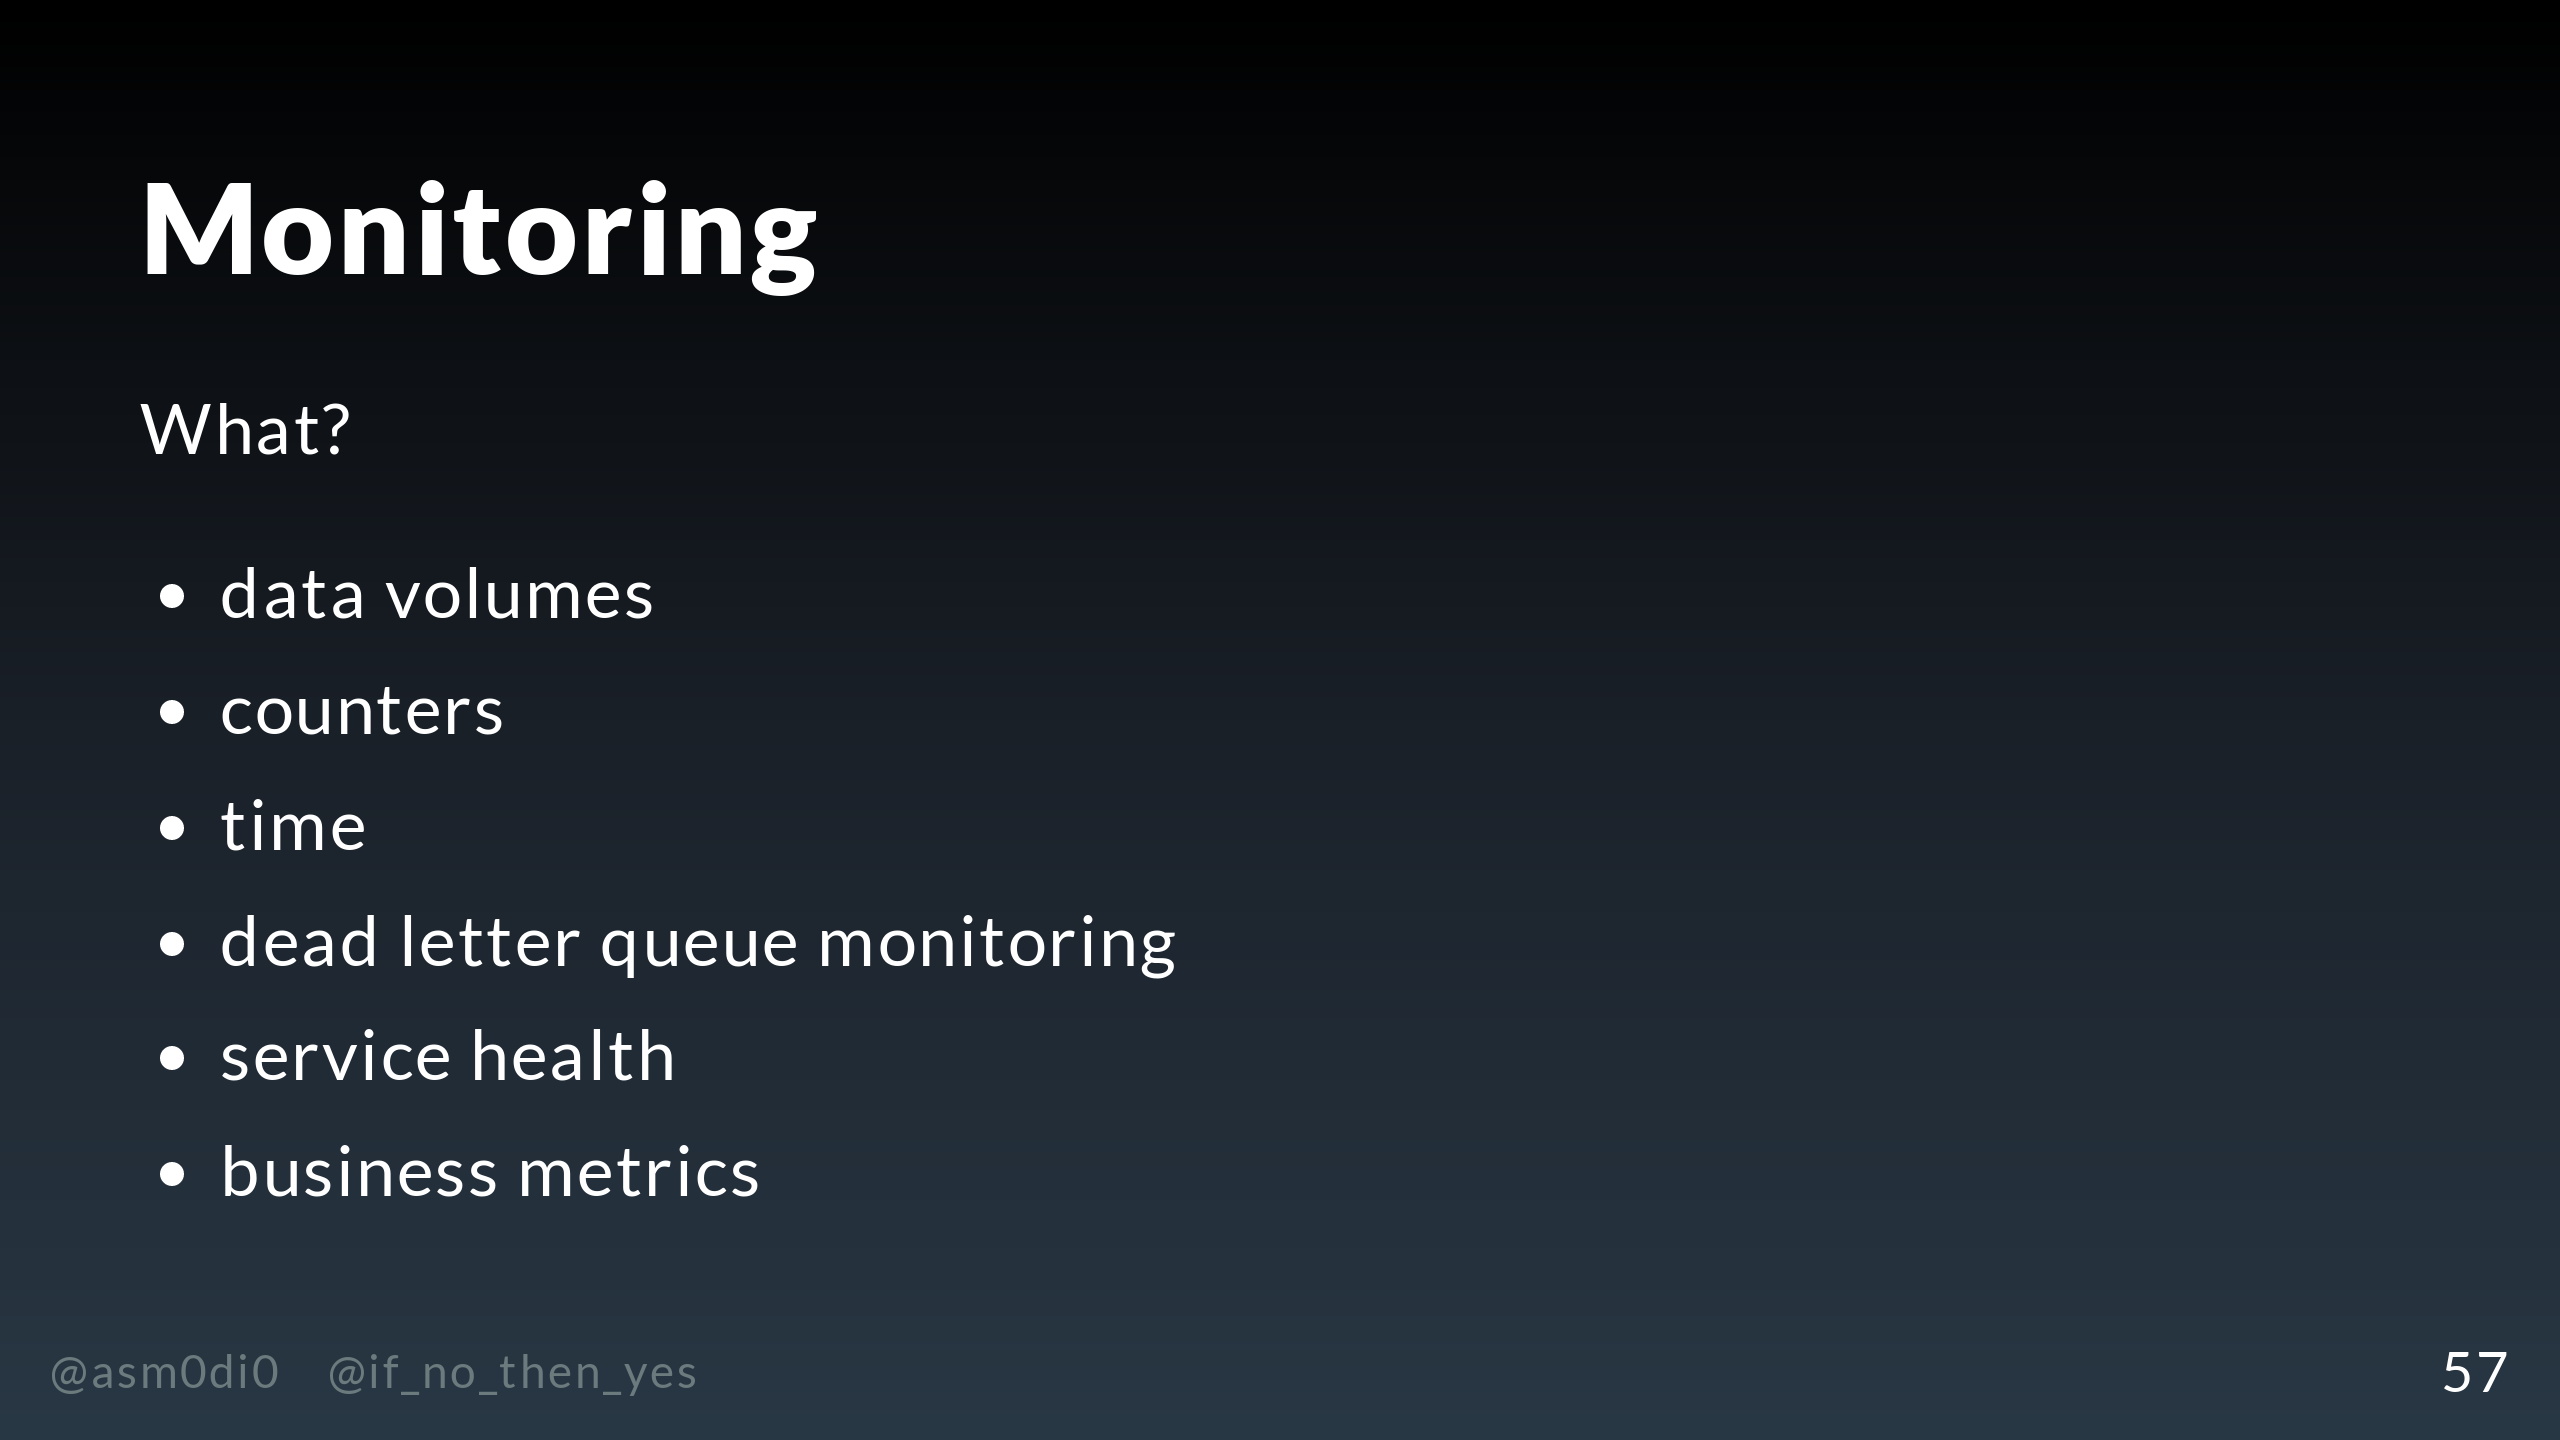 Monitoring
What?
• data volumes
• counters
• time
• dead letter queue monitoring
• service health
• business metrics
@asm0di0 @if_no_then_yes
57